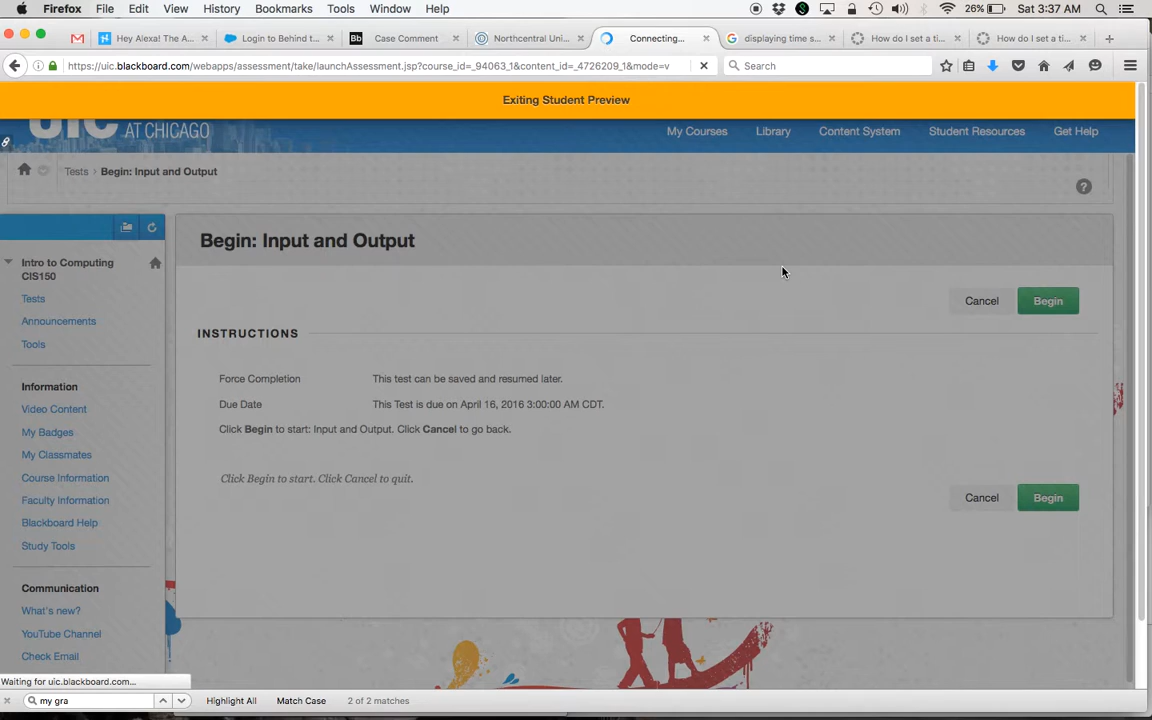 Firefox File Edit View History Bookmarks Tools Window Help 26% Sat 3:37 AM
Hey Alexa! The A... Login to Behind t... Case Comment Northcentral Uni... Connecting... displaying time s... How do I set a ti... How do I set a ti...
https://uic.blackboard.com/webapps/assessment/take/launchAssessment.jsp?course_id=_94063_1&content_id=_4726209_1&mode=v Search
Exiting Student Preview
UIC AT CHICAGO My Courses Library Content System Student Resources Get Help
Tests Begin: Input and Output
Begin: Input and Output
Intro to Computing
CIS150
Cancel Begin
Tests
Announcements
INSTRUCTIONS
Tools
Force Completion This test can be saved and resumed later.
Information
Due Date This Test is due on April 16, 2016 3:00:00 AM CDT.
Video Content
Click Begin to start: Input and Output. Click Cancel to go back.
My Badges
My Classmates
Course Information
Click Begin to start. Click Cancel to quit.
Faculty Information
Cancel Begin
Blackboard Help
Study Tools
Communication
What's new?
YouTube Channel
Check Email
Waiting for uic.blackboard.com...
my gra Highlight All Match Case 2 of 2 matches